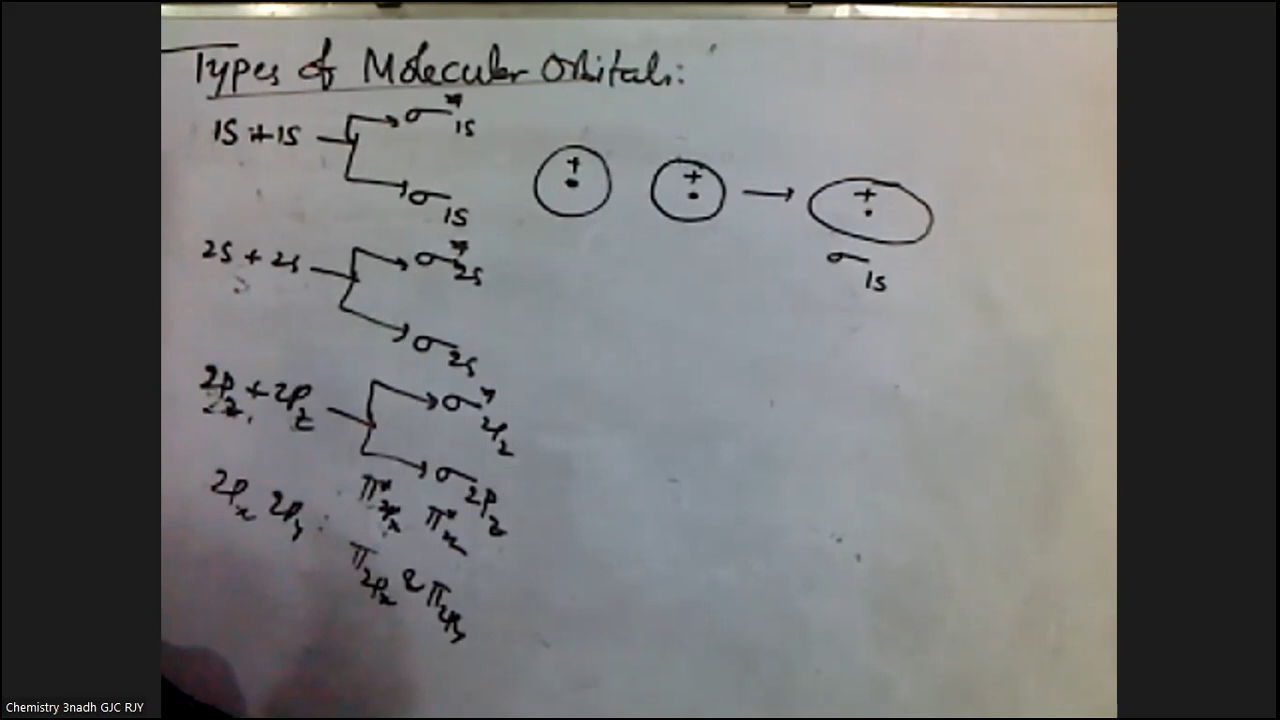 Types of Molecular Orbitals:
1s + 1s
σ*1s
σ1s
+ + → +
σ1s
2s + 2s
σ*2s
σ2s
2pz + 2pz
σ*2pz
σ2pz
2px 2py :
π*2px π*
π2px & π2py
Chemistry 3nadh GJC RJY